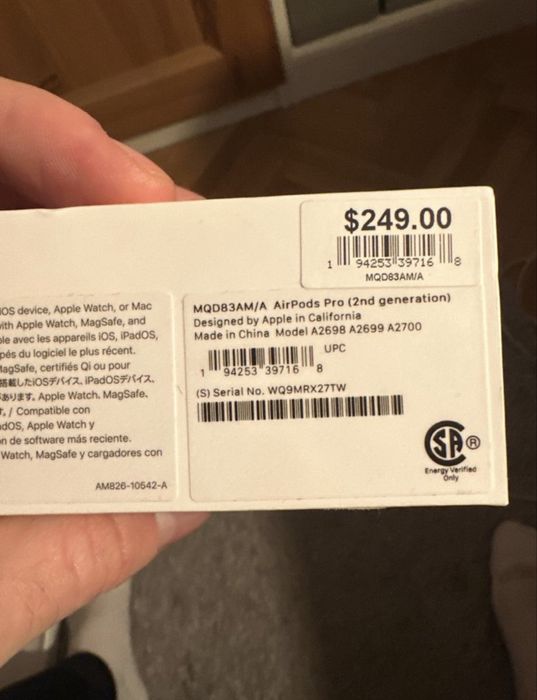 $249.00
1 94253 39716 8
MQD83AM/A
iOS device, Apple Watch, or Mac
with Apple Watch, MagSafe, and
ble avec les appareils iOS, iPadOS,
pés du logiciel le plus récent.
MagSafe, certifiés Qi ou pour
搭載したiOSデバイス、iPadOSデバイス、
があります。Apple Watch、MagSafe、
/ Compatible con
adOS, Apple Watch y
n de software más reciente.
Watch, MagSafe y cargadores con
AM826-10542-A
MQD83AM/A AirPods Pro (2nd generation)
Designed by Apple in California
Made in China Model A2698 A2699 A2700
UPC
1 94253 39716 8
(S) Serial No. WQ9MRX27TW
SA ®
Energy Verified
Only